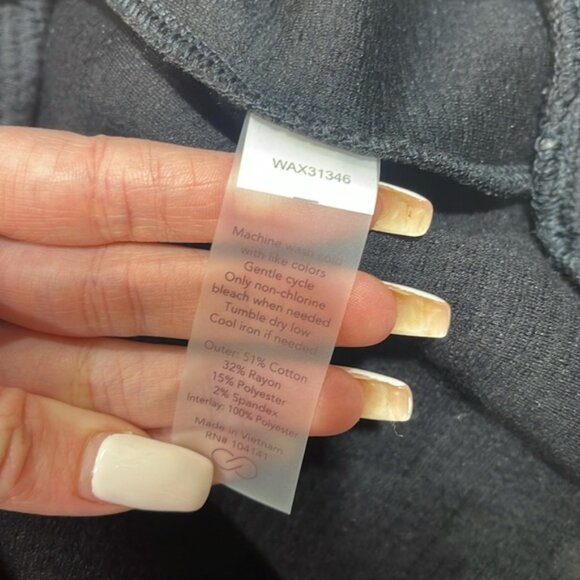 WAX31346
Machine wash cold
with like colors
Gentle cycle
Only non-chlorine
bleach when needed
Tumble dry low
Cool iron if needed
Outer: 51% Cotton
32% Rayon
15% Polyester
2% Spandex
Interlay: 100% Polyester
Made in Vietnam
RN# 104141